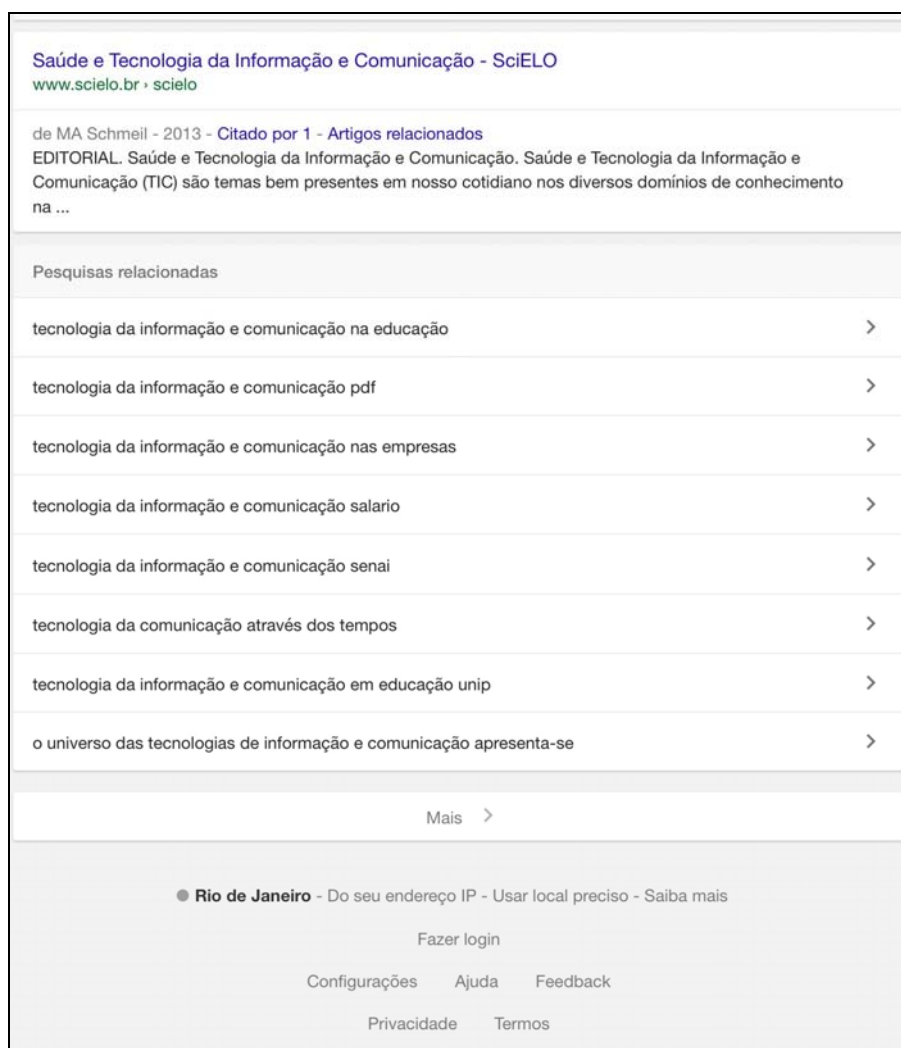 Saúde e Tecnologia da Informação e Comunicação - SciELO
www.scielo.br › scielo
de MA Schmeil - 2013 - Citado por 1 - Artigos relacionados
EDITORIAL. Saúde e Tecnologia da Informação e Comunicação. Saúde e Tecnologia da Informação e
Comunicação (TIC) são temas bem presentes em nosso cotidiano nos diversos domínios de conhecimento
na ...
Pesquisas relacionadas
tecnologia da informação e comunicação na educação
tecnologia da informação e comunicação pdf
tecnologia da informação e comunicação nas empresas
tecnologia da informação e comunicação salario
tecnologia da informação e comunicação senai
tecnologia da comunicação através dos tempos
tecnologia da informação e comunicação em educação unip
o universo das tecnologias de informação e comunicação apresenta-se
Mais
Rio de Janeiro - Do seu endereço IP - Usar local preciso - Saiba mais
Fazer login
Configurações Ajuda Feedback
Privacidade Termos